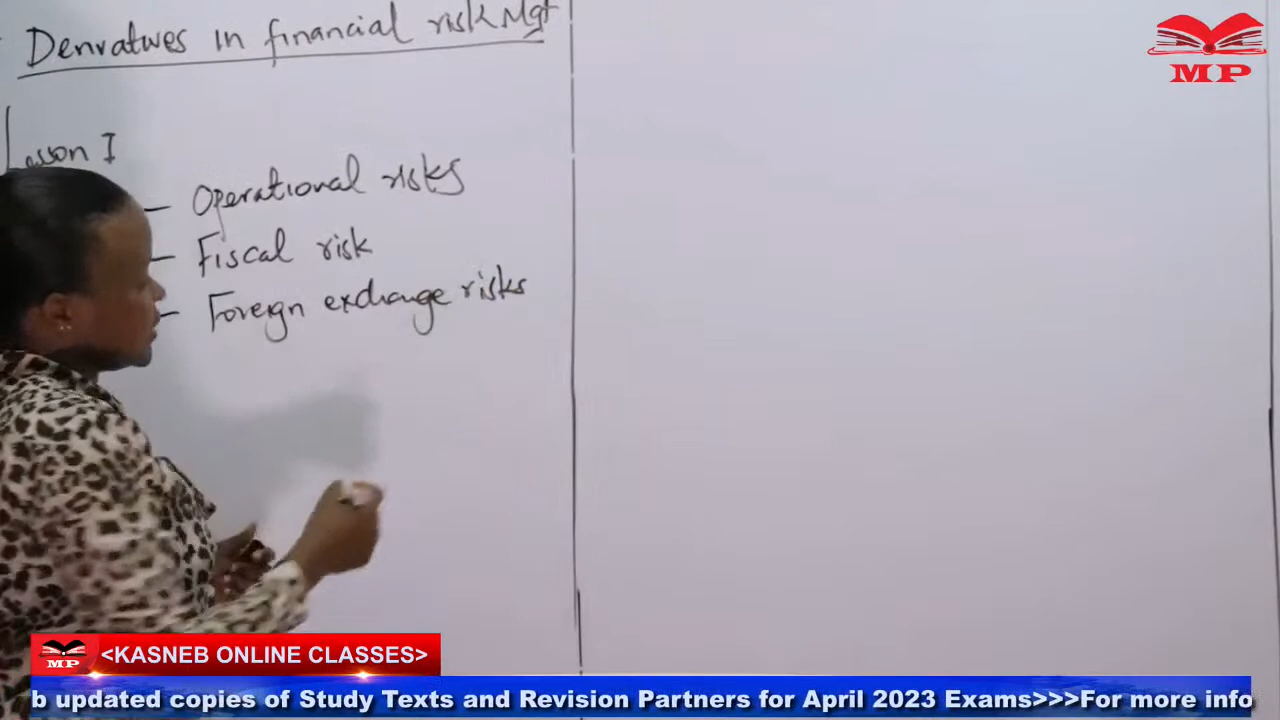 Derivatives in financial risk Mgt
MP
Lesson I
— Operational risks
— Fiscal risk
— Foreign exchange risks
MP
<KASNEB ONLINE CLASSES>
b updated copies of Study Texts and Revision Partners for April 2023 Exams>>>For more info